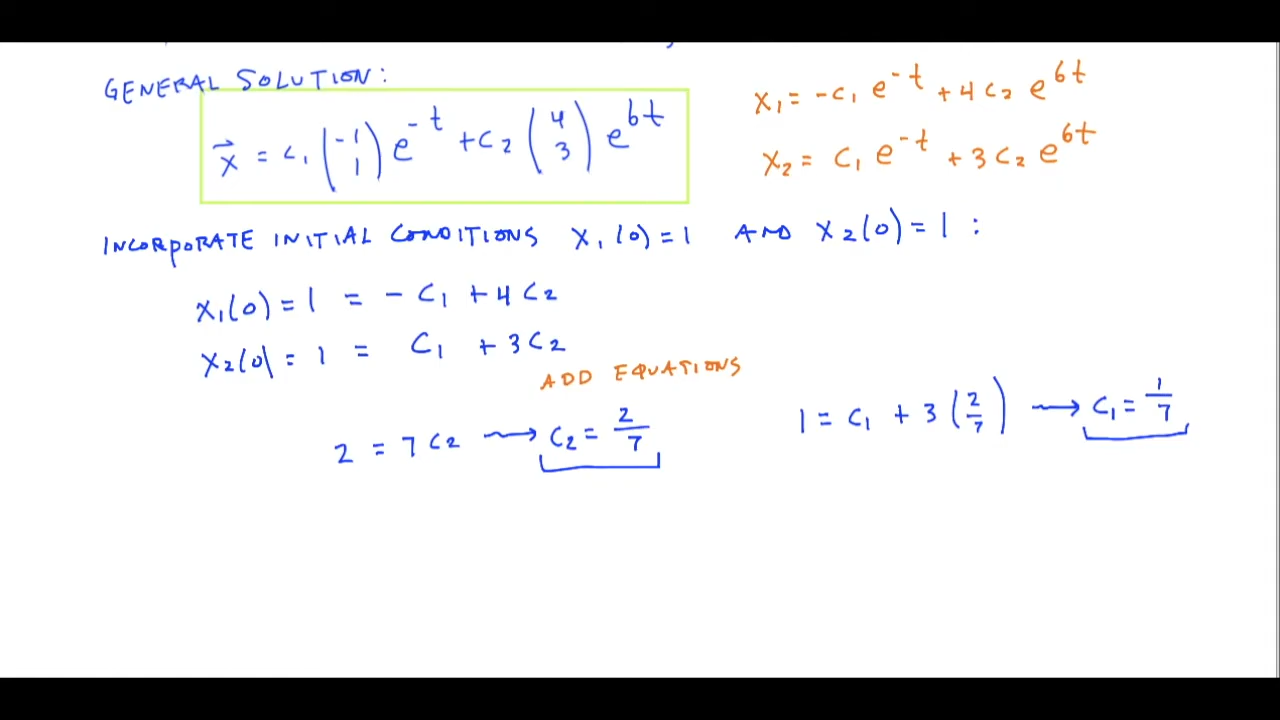 GENERAL SOLUTION:
x⃗ = c₁ (-1 1) e^{-t} + c₂ (4 3) e^{6t}
x₁ = -c₁ e^{-t} + 4c₂ e^{6t}
x₂ = c₁ e^{-t} + 3c₂ e^{6t}
INCORPORATE INITIAL CONDITIONS x₁(0) = 1 AND x₂(0) = 1 :
x₁(0) = 1 = -c₁ + 4c₂
x₂(0) = 1 = c₁ + 3c₂
ADD EQUATIONS
2 = 7c₂ → c₂ = 2/7
1 = c₁ + 3(2/7) → c₁ = 1/7